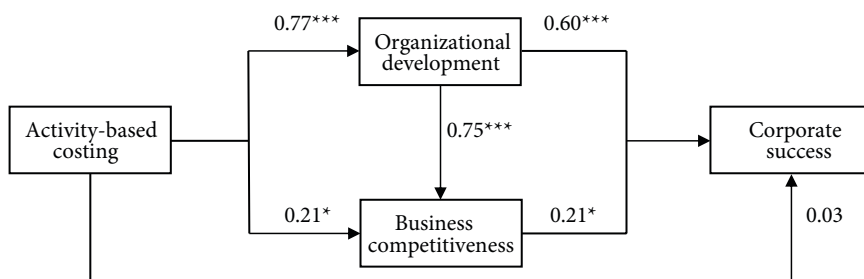 0.77***
Organizational
development
0.60***
Activity-based
costing
0.75***
Corporate
success
0.21*
Business
competitiveness
0.21*
0.03